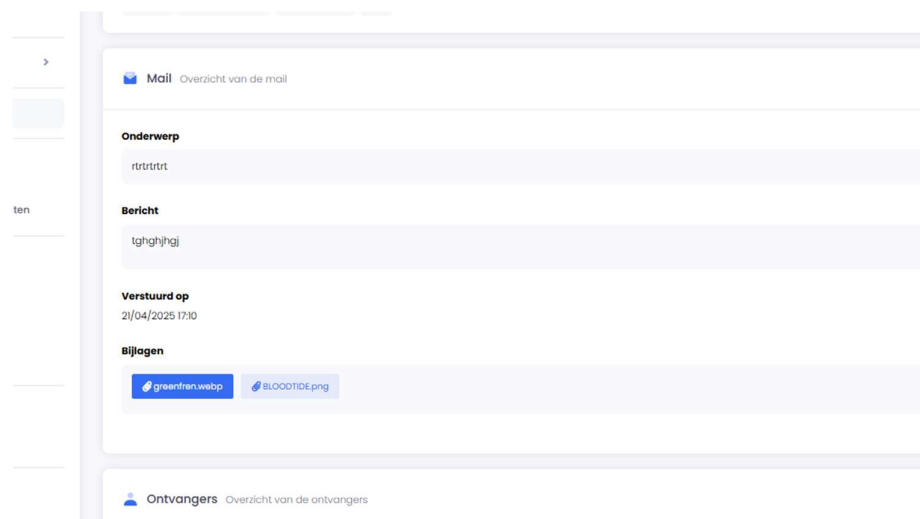 Mail Overzicht van de mail
Onderwerp
rtrtrtrtrt
Bericht
tghghjhgj
ten
Verstuurd op
21/04/2025 17:10
Bijlagen
greenfren.webp BLOODTIDE.png
Ontvangers Overzicht van de ontvangers